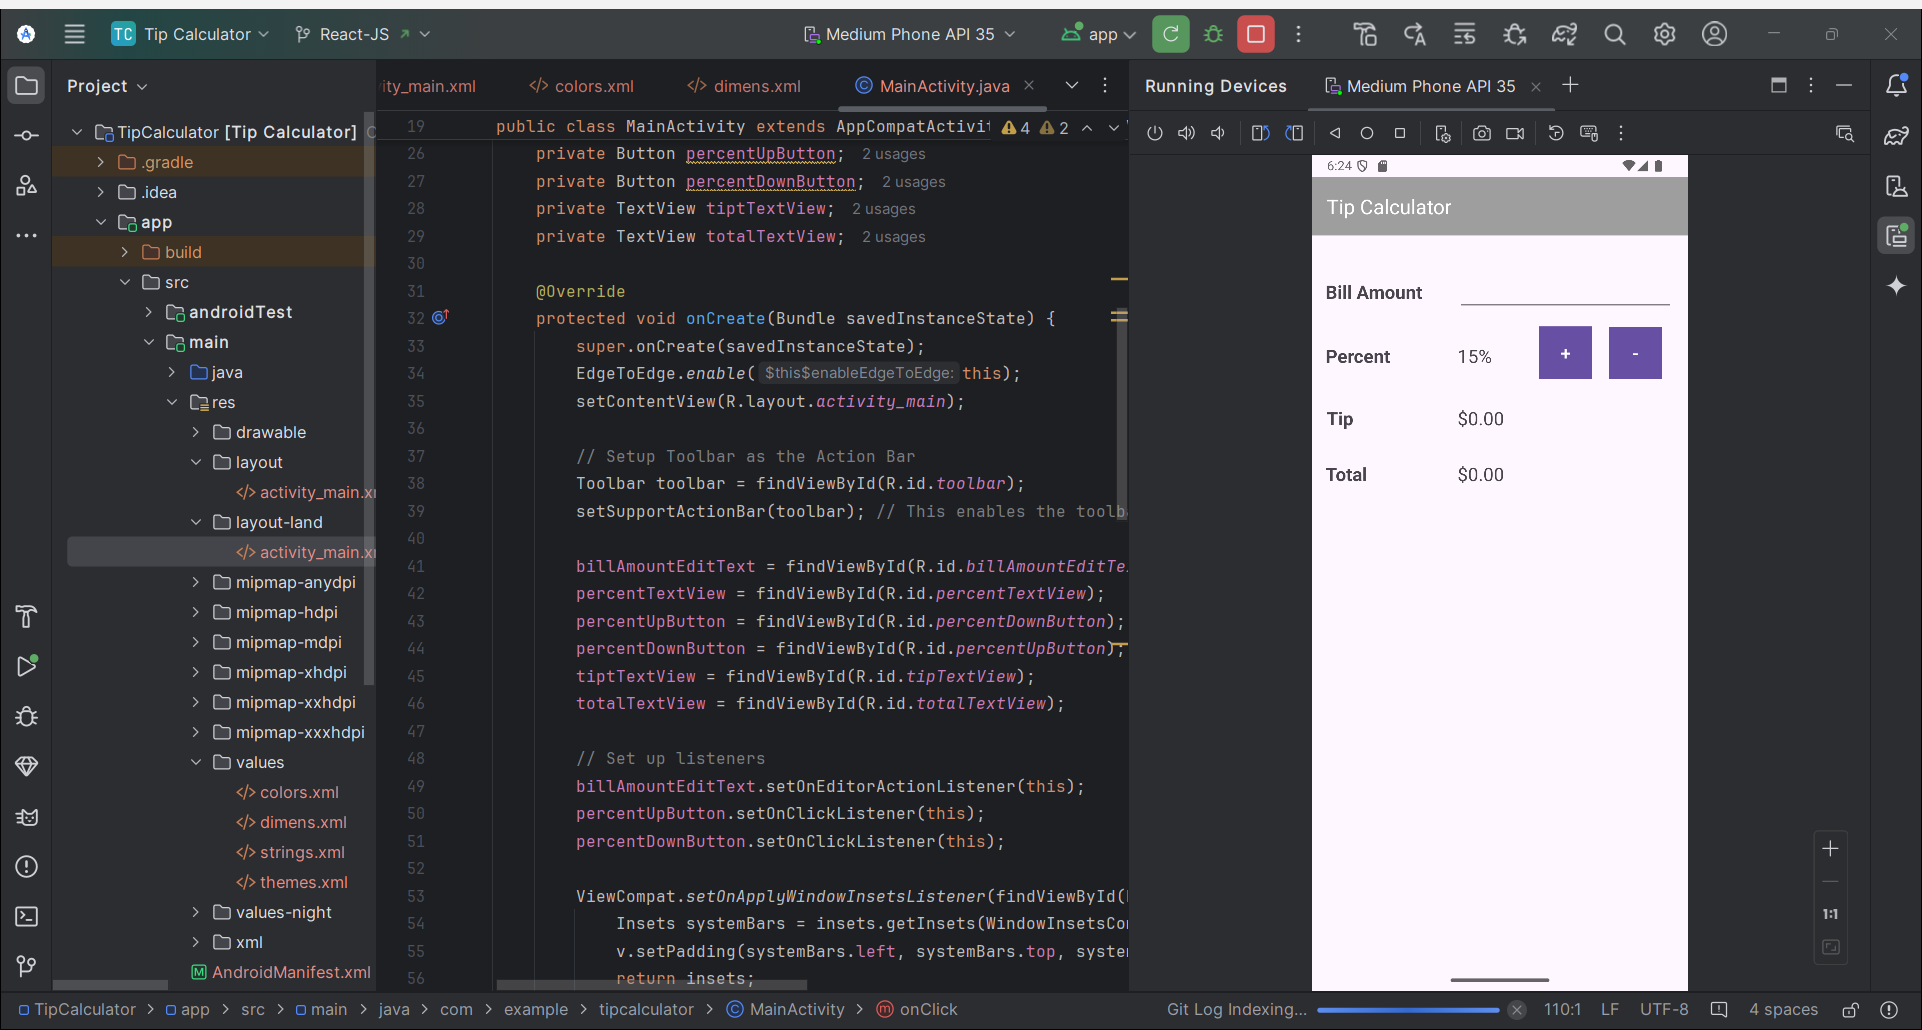 TC Tip Calculator React-JS Medium Phone API 35 app
Project
TipCalculator [Tip Calculator]
.gradle
.idea
app
build
src
androidTest
main
java
res
drawable
layout
activity_main.x
layout-land
activity_main.x
mipmap-anydpi
mipmap-hdpi
mipmap-mdpi
mipmap-xhdpi
mipmap-xxhdpi
mipmap-xxxhdpi
values
colors.xml
dimens.xml
strings.xml
themes.xml
values-night
xml
AndroidManifest.xml
ity_main.xml colors.xml dimens.xml MainActivity.java
19 public class MainActivity extends AppCompatActivit 4 2
26 private Button percentUpButton; 2 usages
27 private Button percentDownButton; 2 usages
28 private TextView tiptTextView; 2 usages
29 private TextView totalTextView; 2 usages
30
31 @Override
32 protected void onCreate(Bundle savedInstanceState) {
33 super.onCreate(savedInstanceState);
34 EdgeToEdge.enable( $this$enableEdgeToEdge: this);
35 setContentView(R.layout.activity_main);
36
37 // Setup Toolbar as the Action Bar
38 Toolbar toolbar = findViewById(R.id.toolbar);
39 setSupportActionBar(toolbar); // This enables the toolb
40
41 billAmountEditText = findViewById(R.id.billAmountEditTe
42 percentTextView = findViewById(R.id.percentTextView);
43 percentUpButton = findViewById(R.id.percentDownButton);
44 percentDownButton = findViewById(R.id.percentUpButton);
45 tiptTextView = findViewById(R.id.tipTextView);
46 totalTextView = findViewById(R.id.totalTextView);
47
48 // Set up listeners
49 billAmountEditText.setOnEditorActionListener(this);
50 percentUpButton.setOnClickListener(this);
51 percentDownButton.setOnClickListener(this);
52
53 ViewCompat.setOnApplyWindowInsetsListener(findViewById(
54 Insets systemBars = insets.getInsets(WindowInsetsCo
55 v.setPadding(systemBars.left, systemBars.top, syste
56 return insets;
Running Devices Medium Phone API 35
6:24
Tip Calculator
Bill Amount
Percent 15% + -
Tip $0.00
Total $0.00
1:1
TipCalculator > app > src > main > java > com > example > tipcalculator > MainActivity > onClick Git Log Indexing... 110:1 LF UTF-8 4 spaces